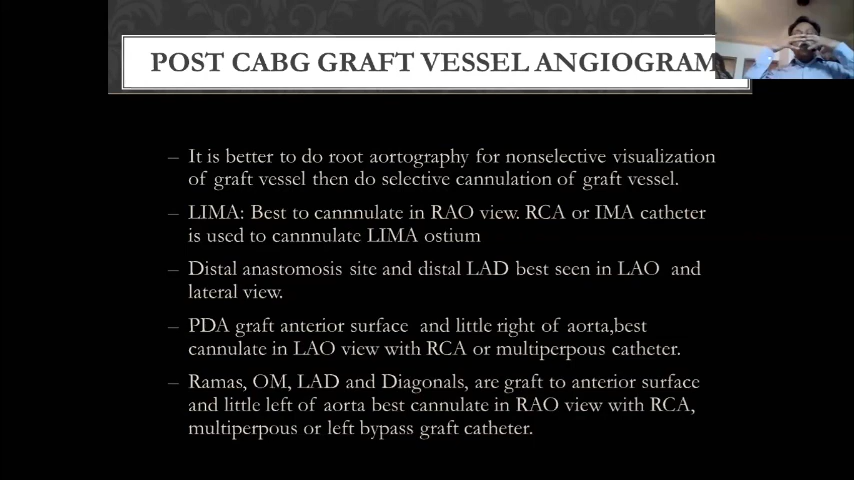 POST CABG GRAFT VESSEL ANGIOGRAM
– It is better to do root aortography for nonselective visualization
of graft vessel then do selective cannulation of graft vessel.
– LIMA: Best to cannnulate in RAO view. RCA or IMA catheter
is used to cannnulate LIMA ostium
– Distal anastomosis site and distal LAD best seen in LAO and
lateral view.
– PDA graft anterior surface and little right of aorta,best
cannulate in LAO view with RCA or multiperpous catheter.
– Ramas, OM, LAD and Diagonals, are graft to anterior surface
and little left of aorta best cannulate in RAO view with RCA,
multiperpous or left bypass graft catheter.